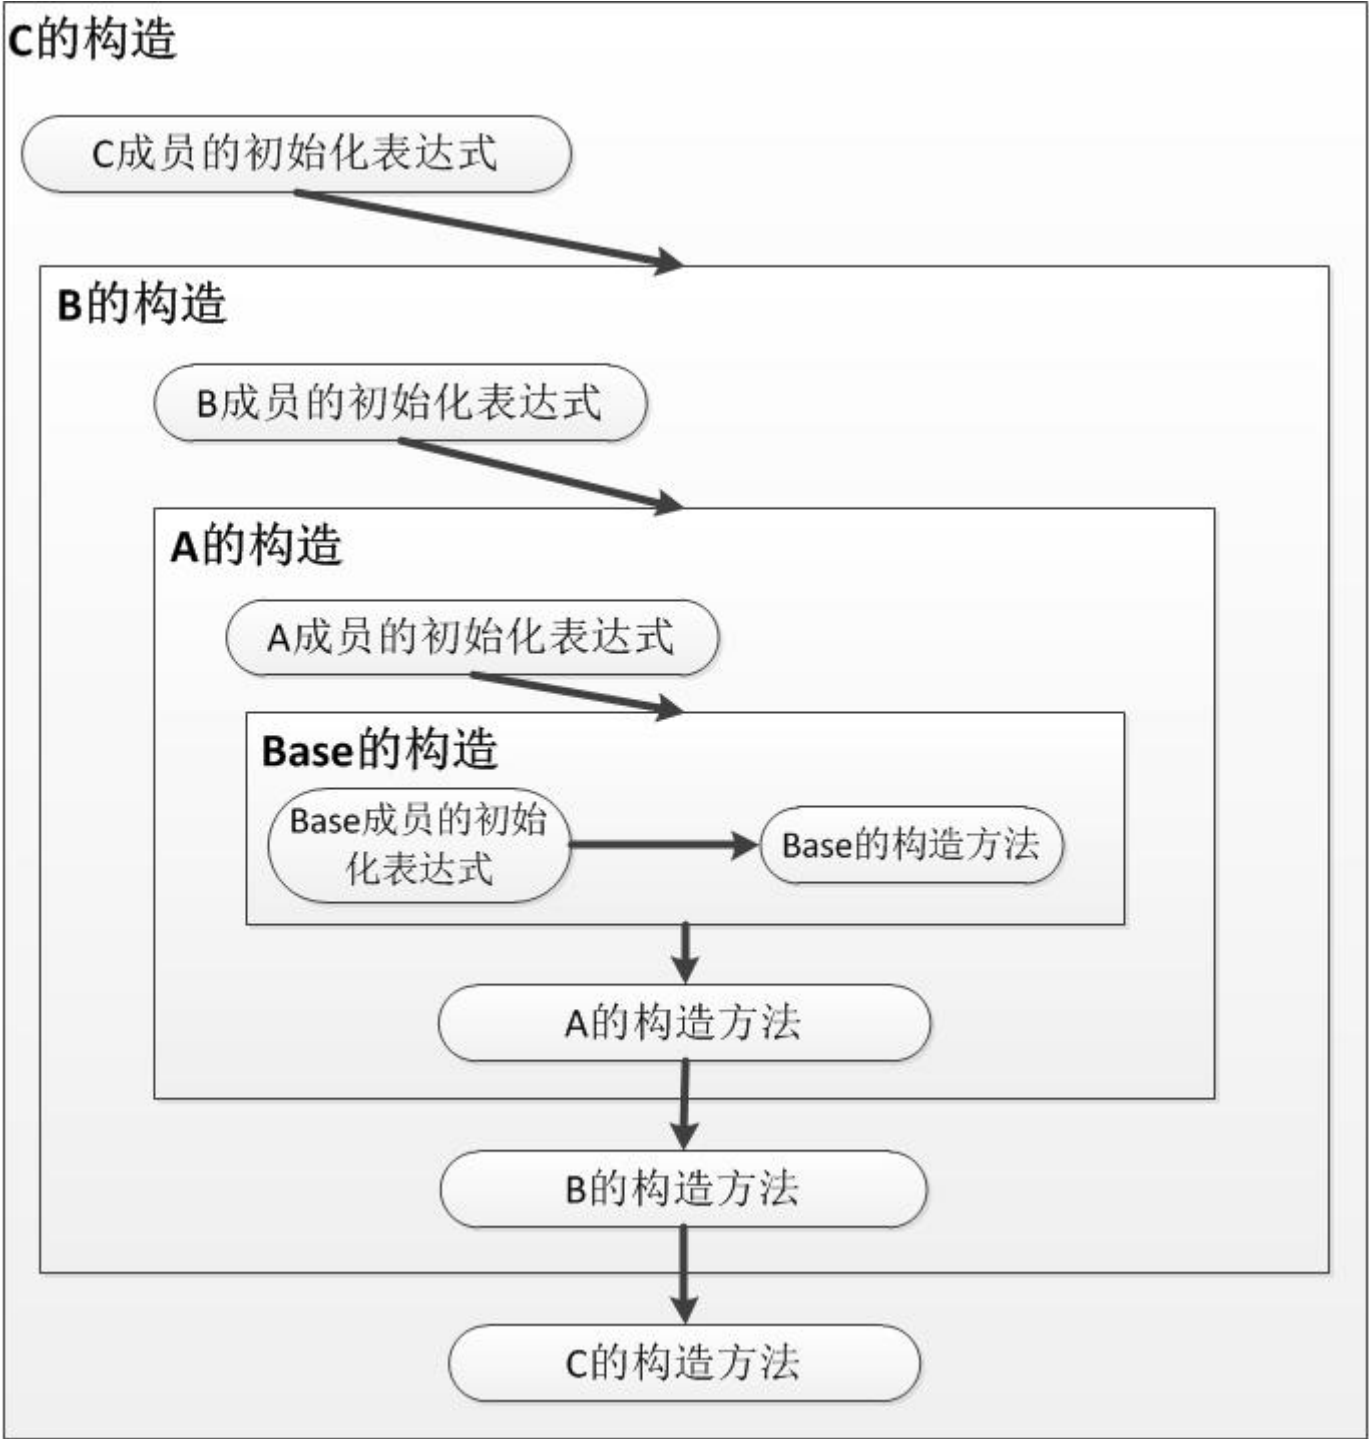 C的构造
C成员的初始化表达式
B的构造
B成员的初始化表达式
A的构造
A成员的初始化表达式
Base的构造
Base成员的初始
化表达式
Base的构造方法
A的构造方法
B的构造方法
C的构造方法